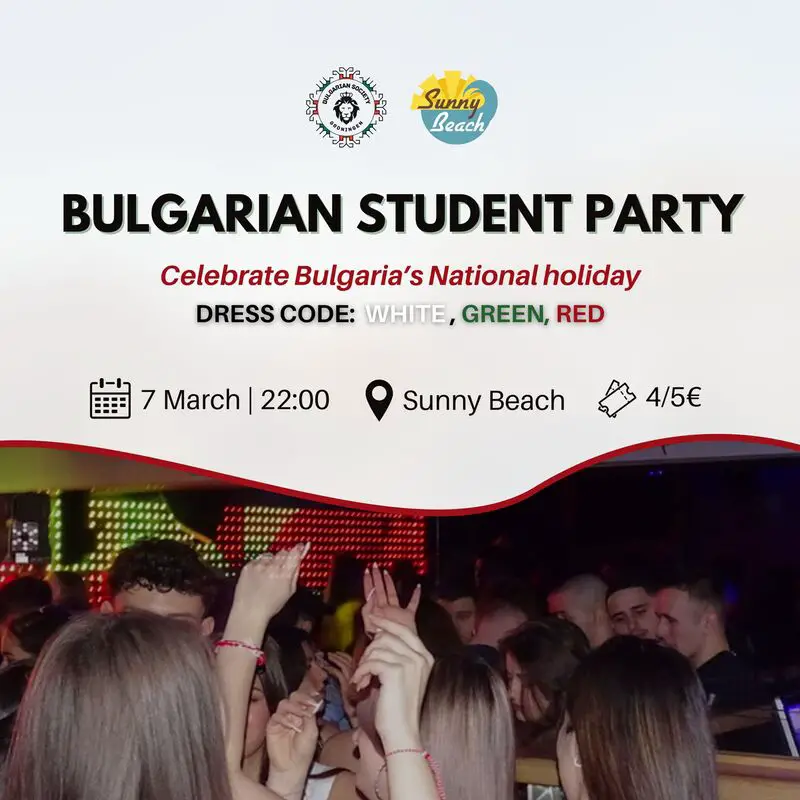 BULGARIAN SOCIETY
GRONINGEN
Sunny
Beach
BULGARIAN STUDENT PARTY
Celebrate Bulgaria's National holiday
DRESS CODE: WHITE, GREEN, RED
7 March | 22:00
Sunny Beach
4/5€